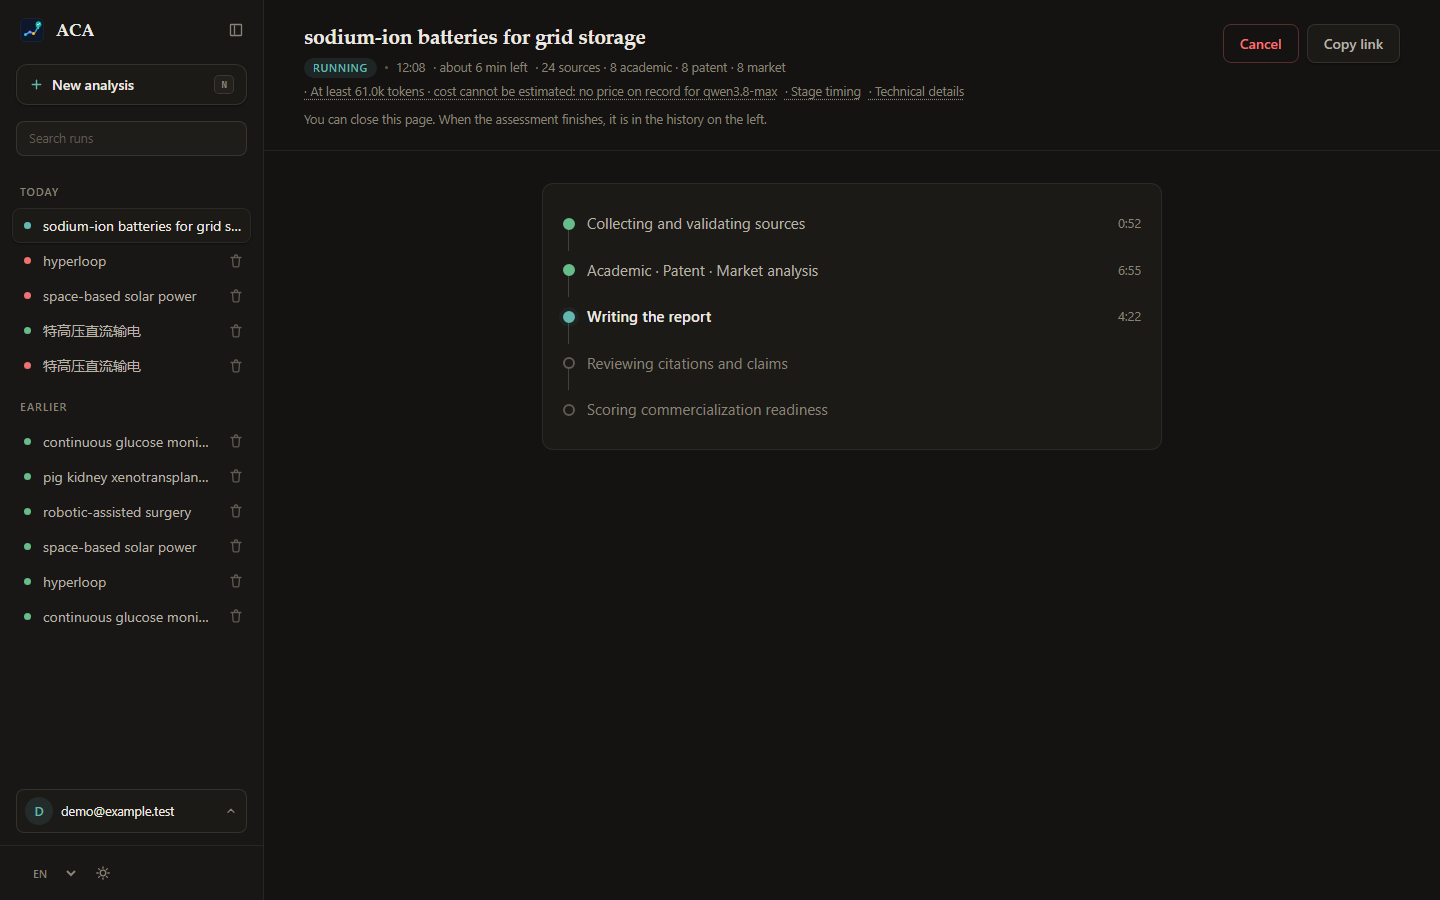 ACA
New analysis
N
Search runs
TODAY
sodium-ion batteries for grid s...
hyperloop
space-based solar power
特高压直流输电
特高压直流输电
EARLIER
continuous glucose moni...
pig kidney xenotransplan...
robotic-assisted surgery
space-based solar power
hyperloop
continuous glucose moni...
D
demo@example.test
EN
sodium-ion batteries for grid storage
RUNNING · 12:08 · about 6 min left · 24 sources · 8 academic · 8 patent · 8 market
· At least 61.0k tokens · cost cannot be estimated: no price on record for qwen3.8-max · Stage timing · Technical details
You can close this page. When the assessment finishes, it is in the history on the left.
Cancel
Copy link
Collecting and validating sources 0:52
Academic · Patent · Market analysis 6:55
Writing the report 4:22
Reviewing citations and claims
Scoring commercialization readiness